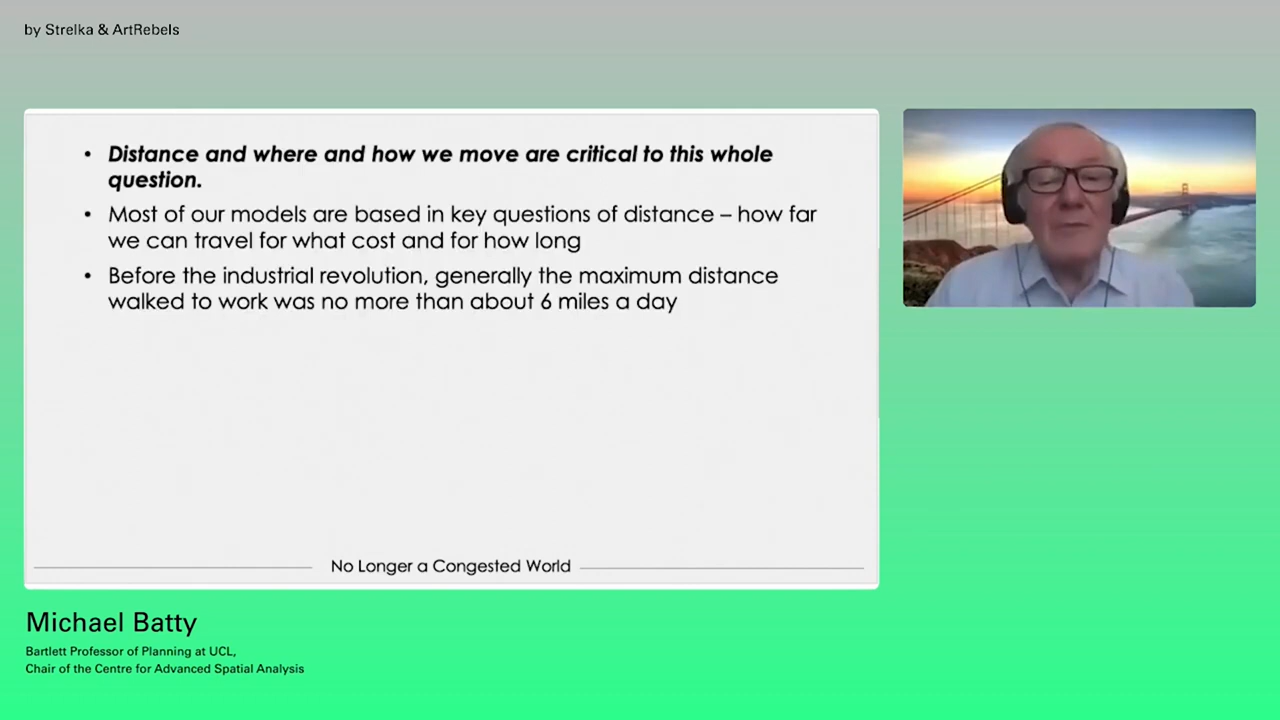 by Strelka & ArtRebels
• Distance and where and how we move are critical to this whole
question.
• Most of our models are based in key questions of distance – how far
we can travel for what cost and for how long
• Before the industrial revolution, generally the maximum distance
walked to work was no more than about 6 miles a day
No Longer a Congested World
Michael Batty
Bartlett Professor of Planning at UCL,
Chair of the Centre for Advanced Spatial Analysis